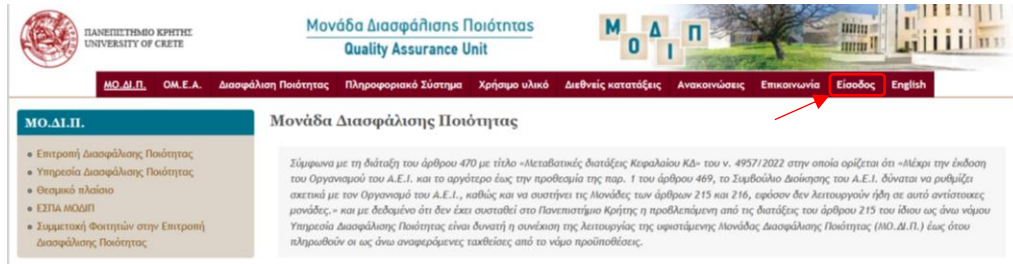 ΠΑΝΕΠΙΣΤΗΜΙΟ ΚΡΗΤΗΣ
UNIVERSITY OF CRETE
Μονάδα Διασφάλισης Ποιότητας
Quality Assurance Unit
Μ Ο Δ Ι Π
ΜΟ.ΔΙ.Π. ΟΜ.Ε.Α. Διασφάλιση Ποιότητας Πληροφοριακό Σύστημα Χρήσιμο υλικό Διεθνείς κατατάξεις Ανακοινώσεις Επικοινωνία Είσοδος English
ΜΟ.ΔΙ.Π.
Επιτροπή Διασφάλισης Ποιότητας
Υπηρεσία Διασφάλισης Ποιότητας
Θεσμικό πλαίσιο
ΕΣΠΑ ΜΟΔΙΠ
Συμμετοχή Φοιτητών στην Επιτροπή
Διασφάλισης Ποιότητας
Μονάδα Διασφάλισης Ποιότητας
Σύμφωνα με τη διάταξη του άρθρου 470 με τίτλο «Μεταβατικές διατάξεις Κεφαλαίου ΚΔ» του ν. 4957/2022 στην οποία ορίζεται ότι «Μέχρι την έκδοση
του Οργανισμού του Α.Ε.Ι. και το αργότερο έως την προθεσμία της παρ. 1 του άρθρου 469, το Συμβούλιο Διοίκησης του Α.Ε.Ι. δύναται να ρυθμίζει
σχετικά με τον Οργανισμό του Α.Ε.Ι., καθώς και να συστήνει τις Μονάδες των άρθρων 215 και 216, εφόσον δεν λειτουργούν ήδη σε αυτό αντίστοιχες
μονάδες.» και με δεδομένο ότι δεν έχει συσταθεί στο Πανεπιστήμιο Κρήτης η προβλεπόμενη από τις διατάξεις του άρθρου 215 του ίδιου ως άνω νόμου
Υπηρεσία Διασφάλισης Ποιότητας είναι δυνατή η συνέχιση της λειτουργίας της υφιστάμενης Μονάδας Διασφάλισης Ποιότητας (ΜΟ.ΔΙ.Π.) έως ότου
πληρωθούν οι ως άνω αναφερόμενες ταχθείσες από το νόμο προϋποθέσεις.